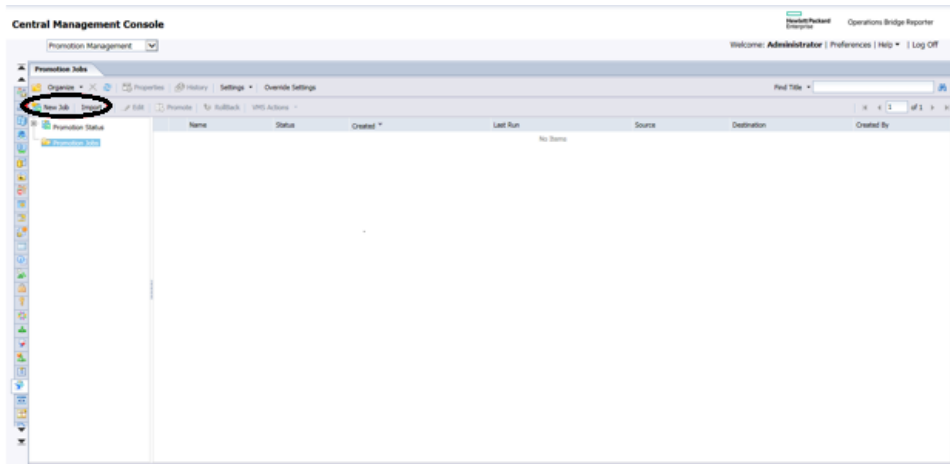 Central Management Console
Hewlett Packard
Enterprise
Operations Bridge Reporter
Promotion Management
Welcome: Administrator | Preferences | Help | Log Off
Promotion Jobs
Organize Properties History Settings Override Settings
Find Title
New Job Import Edit Promote Rollback VMS Actions
1 of 1
Promotion Status
Promotion Jobs
Name Status Created Last Run Source Destination Created By
No Items